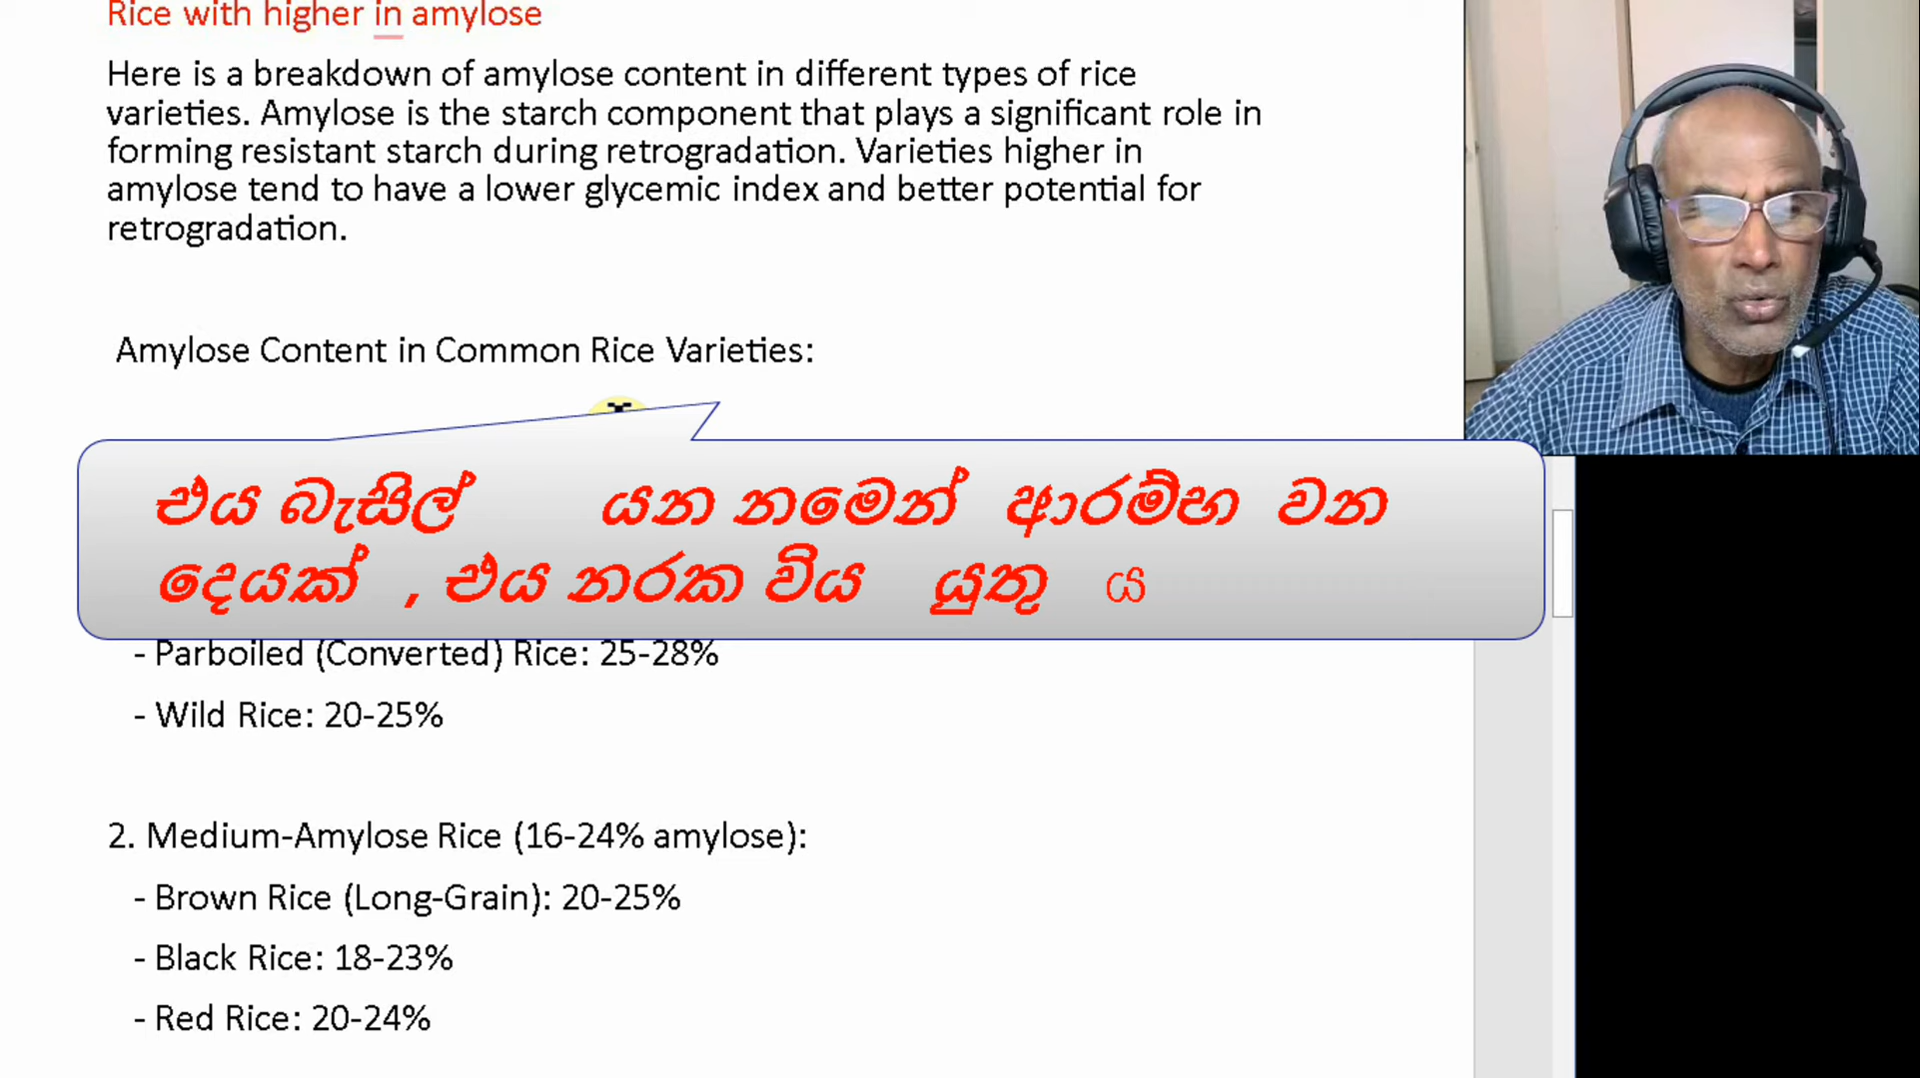 Rice with higher in amylose
Here is a breakdown of amylose content in different types of rice
varieties. Amylose is the starch component that plays a significant role in
forming resistant starch during retrogradation. Varieties higher in
amylose tend to have a lower glycemic index and better potential for
retrogradation.
Amylose Content in Common Rice Varieties:
එය බැසිල් යන නමෙන් ආරම්භ වන
දෙයක් , එය නරක විය යුතු ය
- Parboiled (Converted) Rice: 25-28%
- Wild Rice: 20-25%
2. Medium-Amylose Rice (16-24% amylose):
- Brown Rice (Long-Grain): 20-25%
- Black Rice: 18-23%
- Red Rice: 20-24%